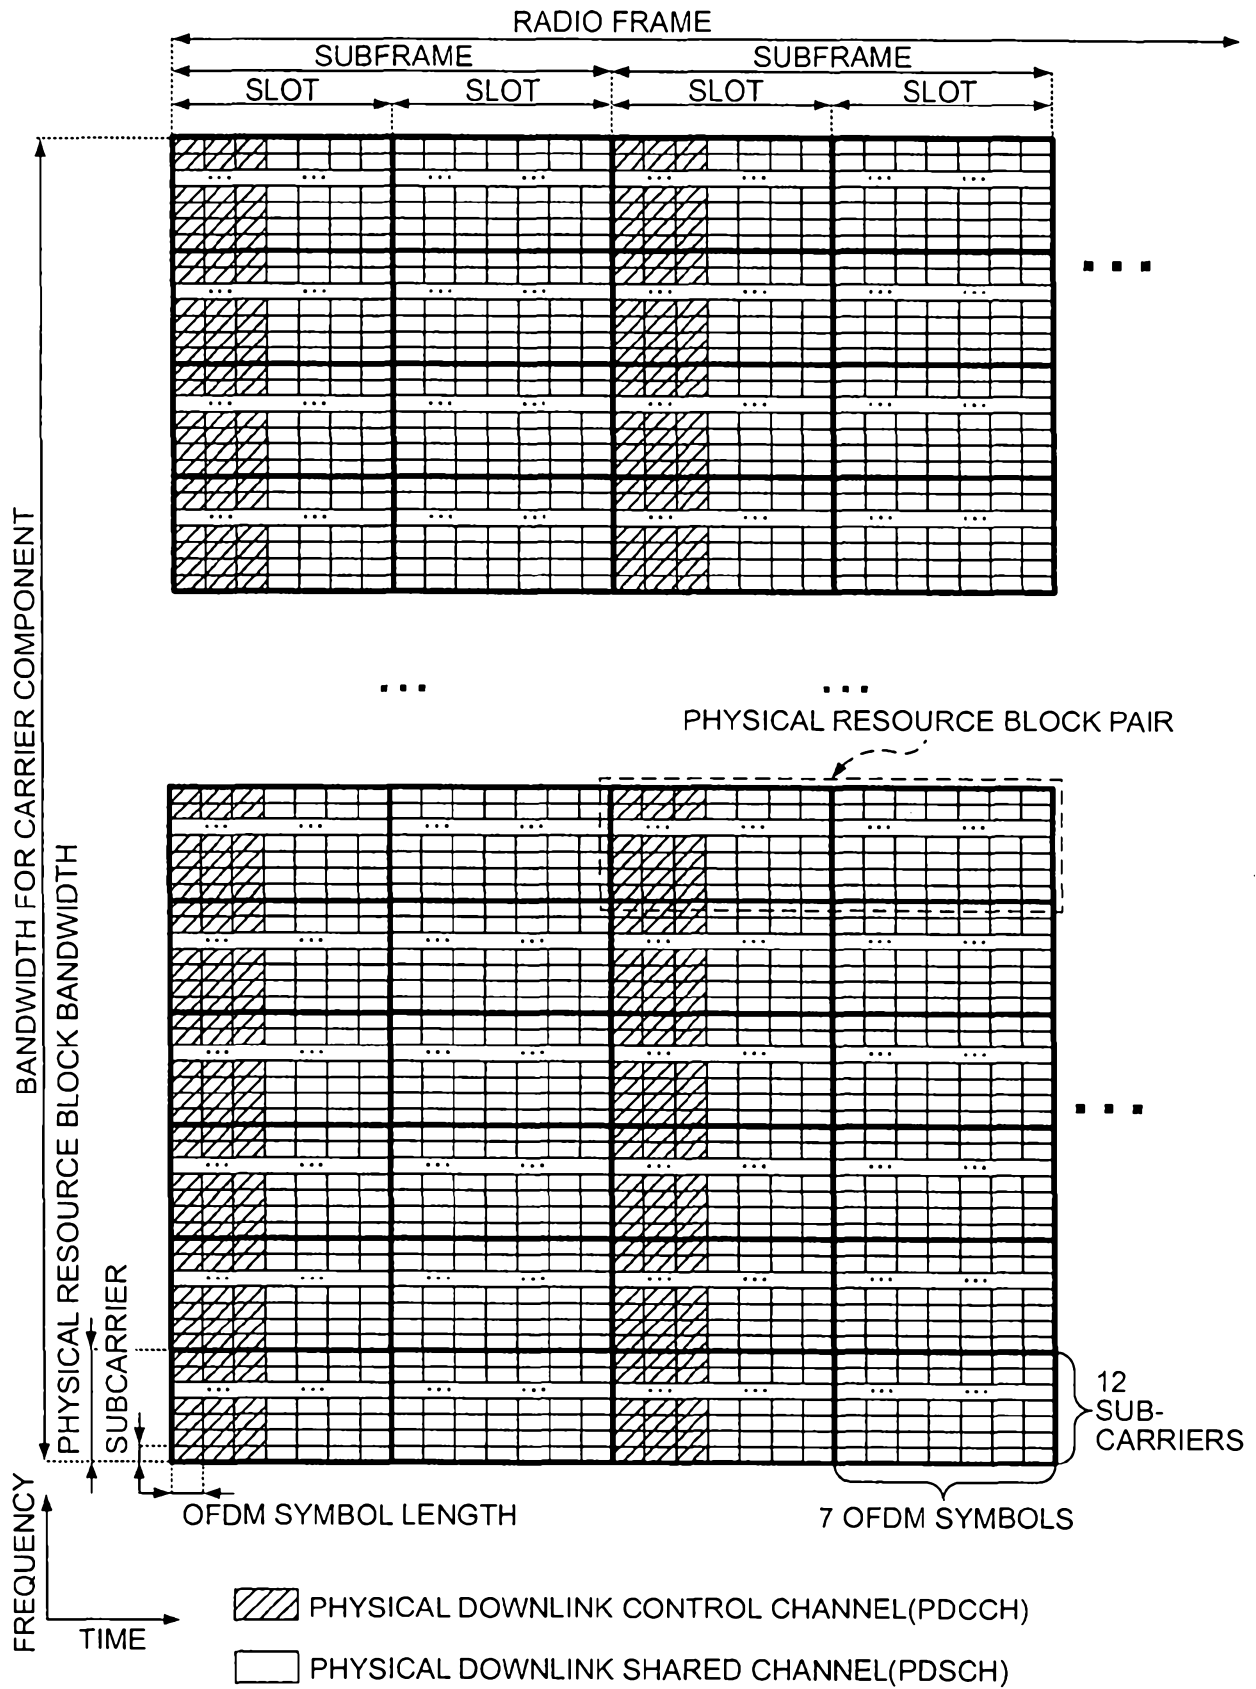 RADIO FRAME
SUBFRAME SUBFRAME
SLOT SLOT SLOT SLOT
BANDWIDTH FOR CARRIER COMPONENT
PHYSICAL RESOURCE BLOCK PAIR
PHYSICAL RESOURCE BLOCK BANDWIDTH
SUBCARRIER
12
SUB-
CARRIERS
OFDM SYMBOL LENGTH
7 OFDM SYMBOLS
FREQUENCY
TIME
PHYSICAL DOWNLINK CONTROL CHANNEL(PDCCH)
PHYSICAL DOWNLINK SHARED CHANNEL(PDSCH)